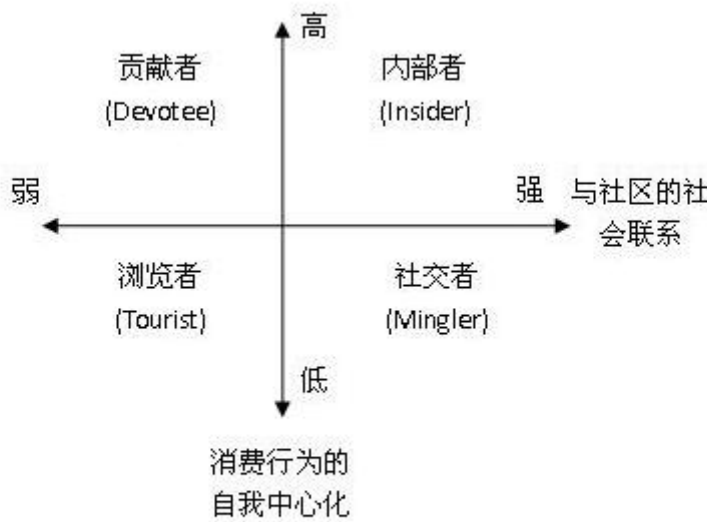 高
贡献者
(Devotee)
内部者
(Insider)
弱
强
与社区的社
会联系
浏览者
(Tourist)
社交者
(Mingler)
低
消费行为的
自我中心化